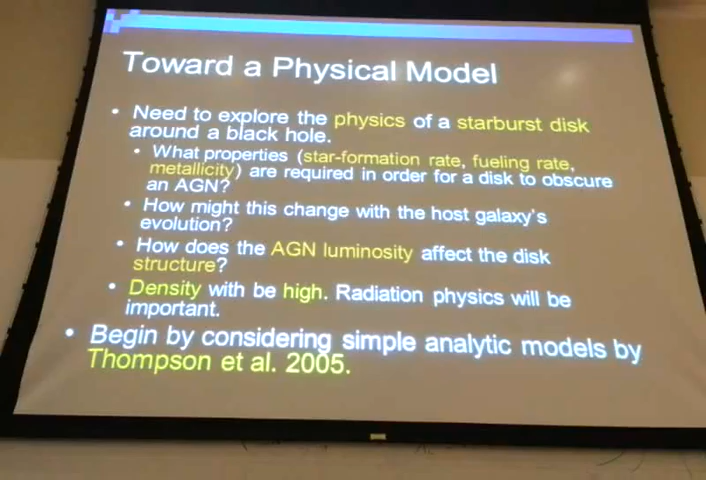 Toward a Physical Model
• Need to explore the physics of a starburst disk
around a black hole.
• What properties (star-formation rate, fueling rate,
metallicity) are required in order for a disk to obscure
an AGN?
• How might this change with the host galaxy's
evolution?
• How does the AGN luminosity affect the disk
structure?
• Density with be high. Radiation physics will be
important.
• Begin by considering simple analytic models by
Thompson et al. 2005.